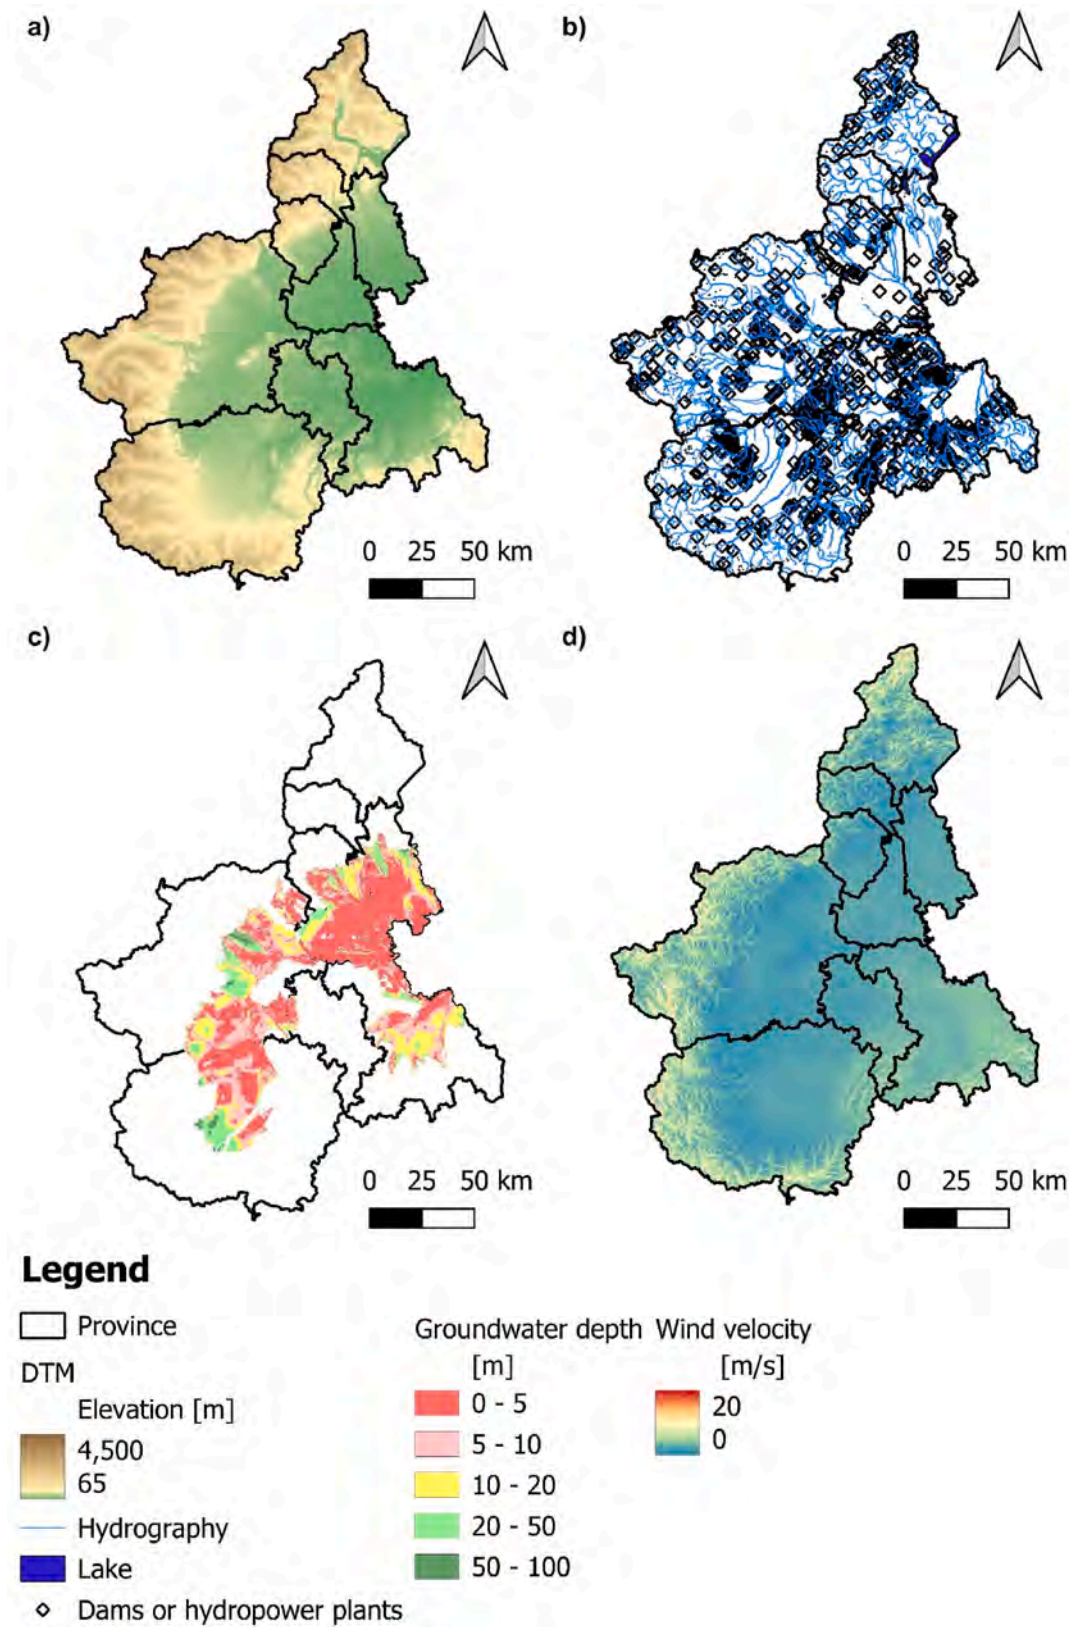 a)
b)
0 25 50 km
0 25 50 km
c)
d)
0 25 50 km
0 25 50 km
Legend
Province
DTM
Elevation [m]
4,500
65
Hydrography
Lake
Dams or hydropower plants
Groundwater depth
[m]
0 - 5
5 - 10
10 - 20
20 - 50
50 - 100
Wind velocity
[m/s]
20
0